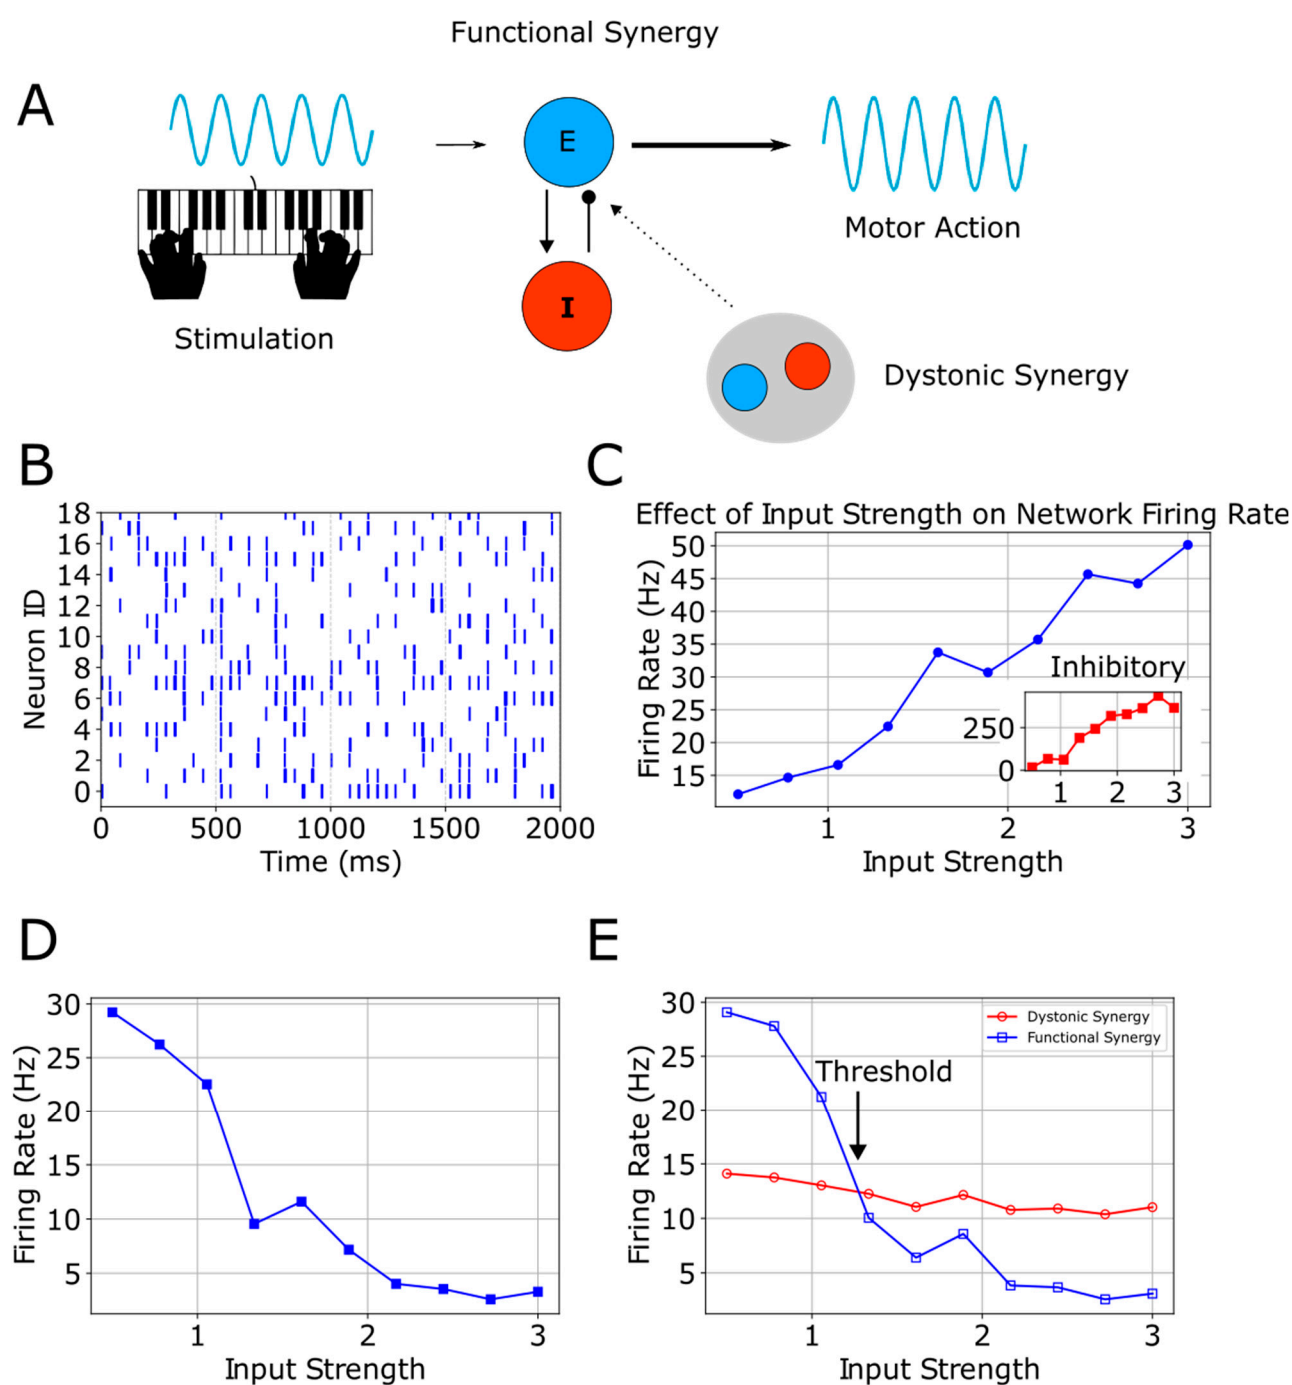 Functional Synergy
A
E
I
Stimulation
Motor Action
Dystonic Synergy
B
18
16
14
12
10
8
6
4
2
0
Neuron ID
0 500 1000 1500 2000
Time (ms)
C
Effect of Input Strength on Network Firing Rate
50
45
40
35
30
25
20
15
Firing Rate (Hz)
Inhibitory
250
0
1 2 3
1 2 3
Input Strength
D
30
25
20
15
10
5
Firing Rate (Hz)
1 2 3
Input Strength
E
30
25
20
15
10
5
Firing Rate (Hz)
Dystonic Synergy
Functional Synergy
Threshold
1 2 3
Input Strength